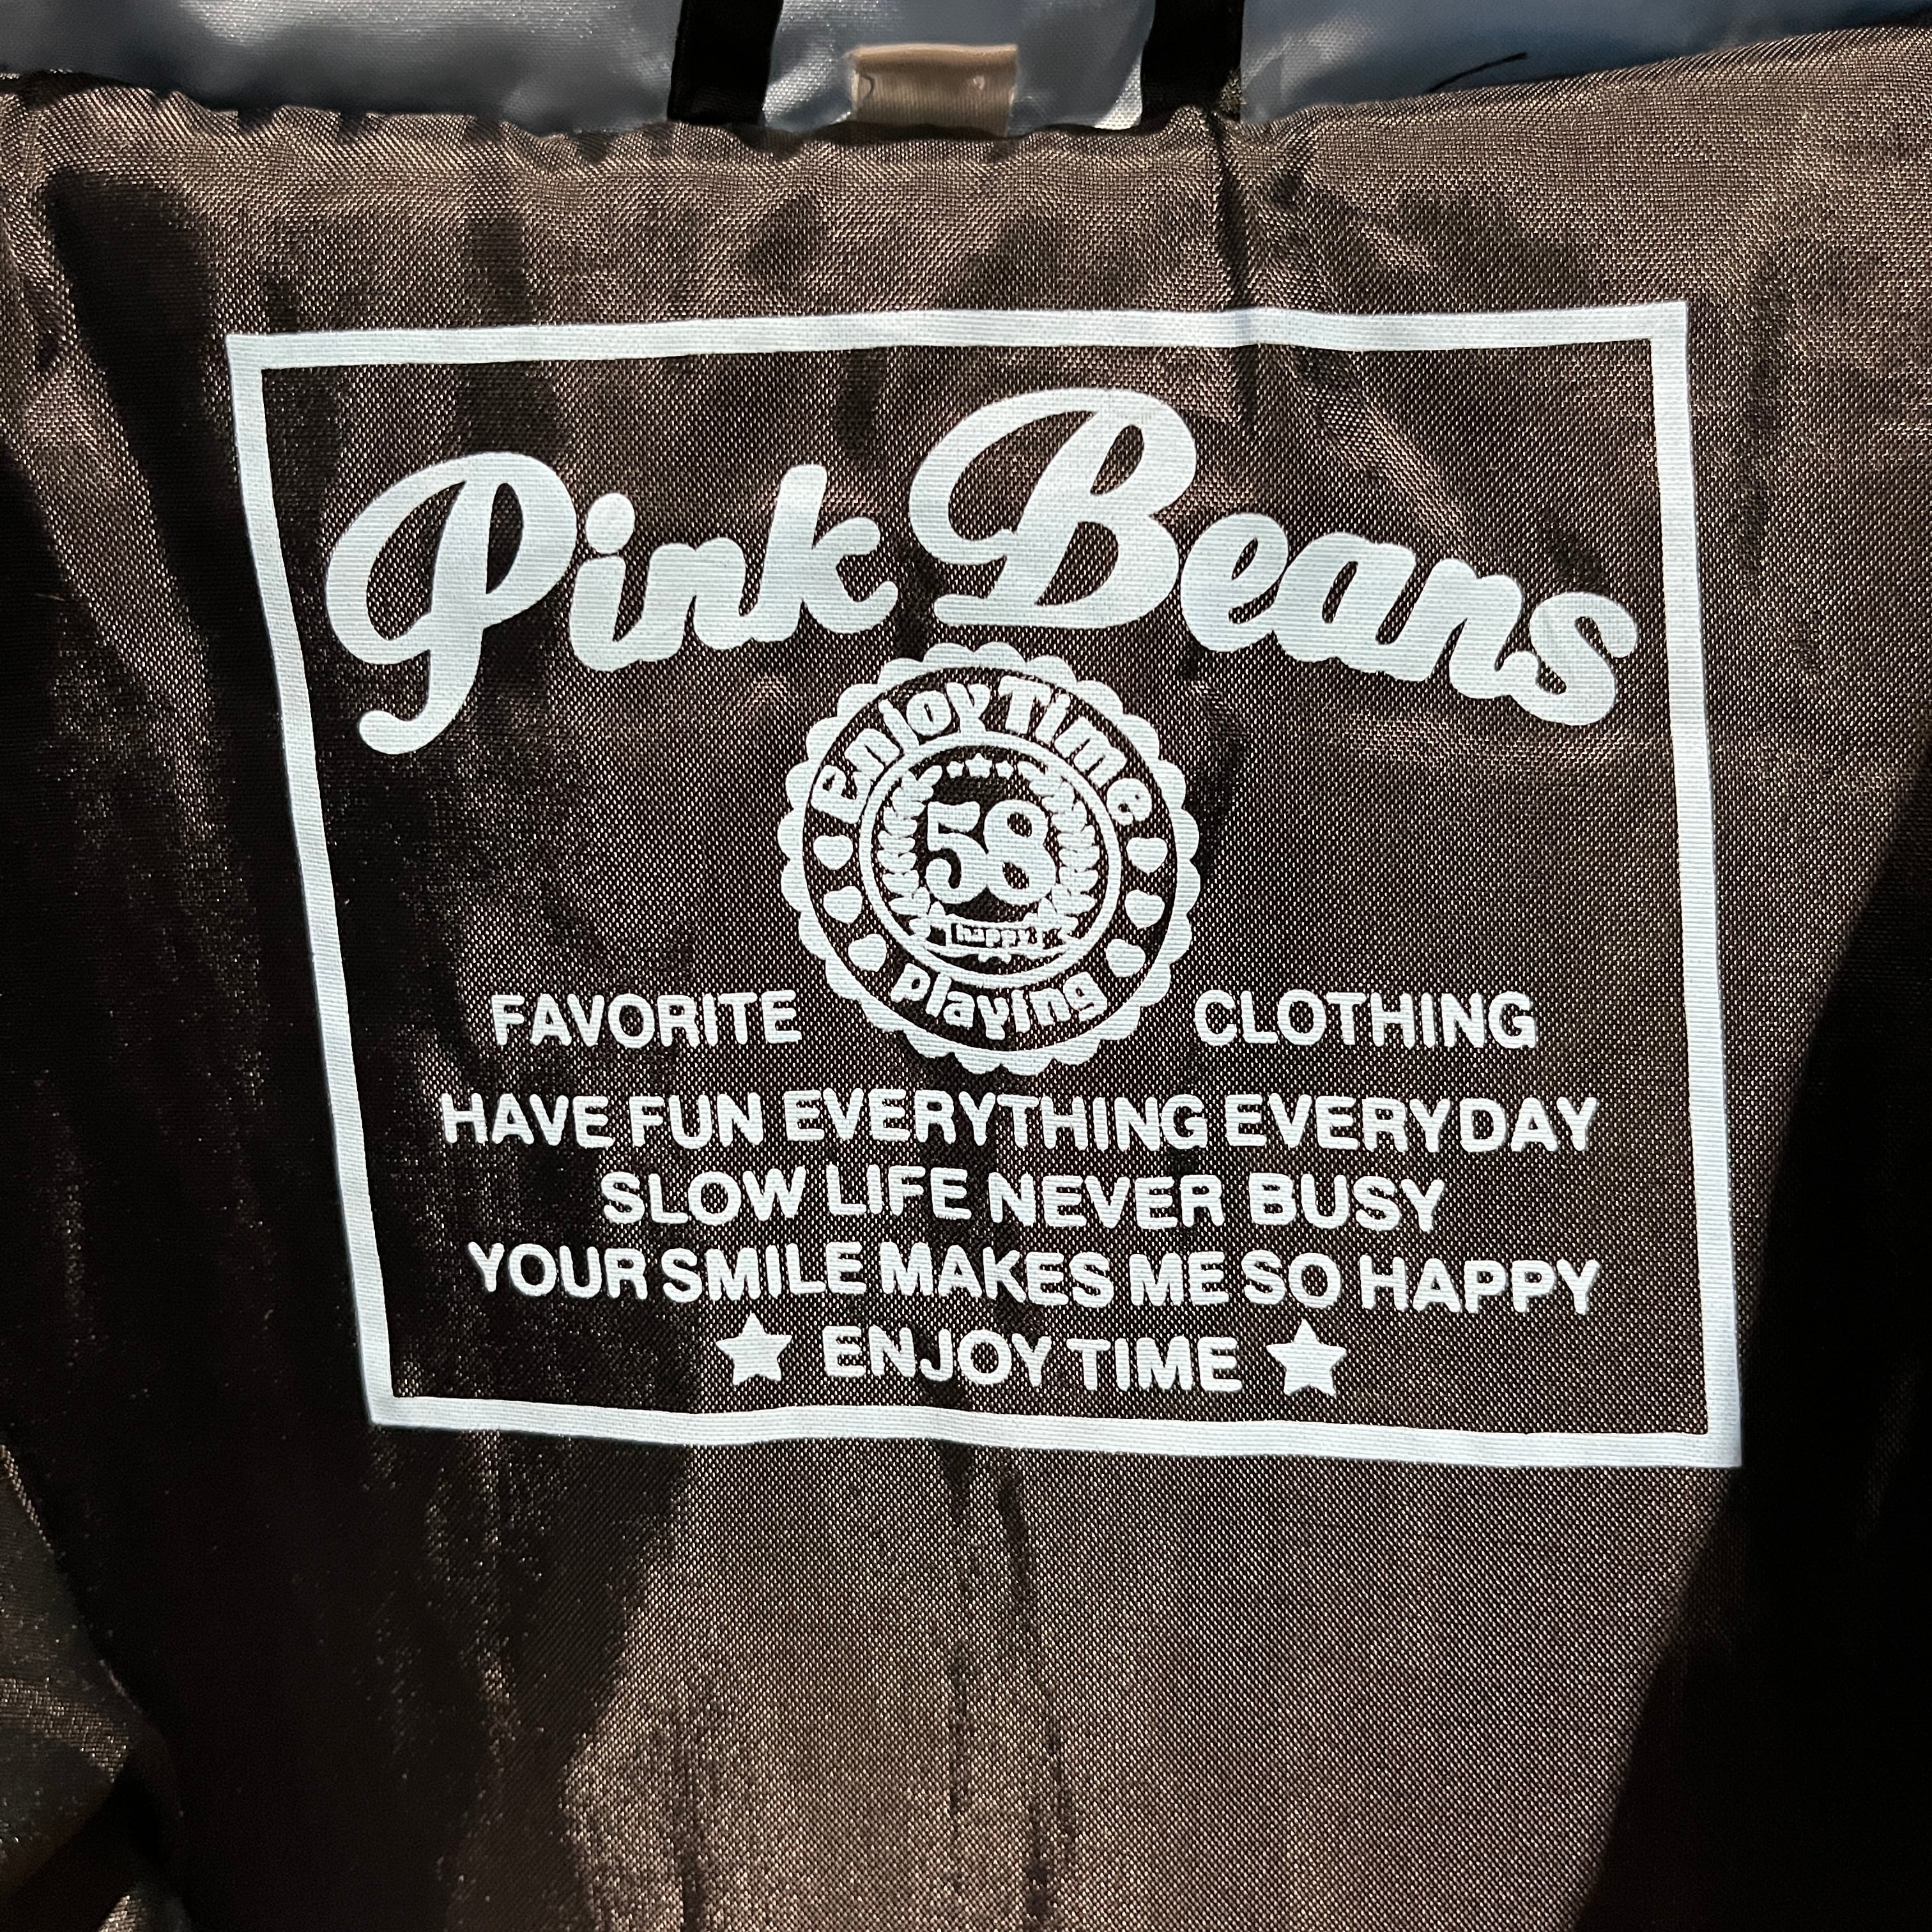 Pink Beans
Enjoy Time
58
happy
playing
FAVORITE CLOTHING
HAVE FUN EVERYTHING EVERYDAY
SLOW LIFE NEVER BUSY
YOUR SMILE MAKES ME SO HAPPY
★ ENJOY TIME ★